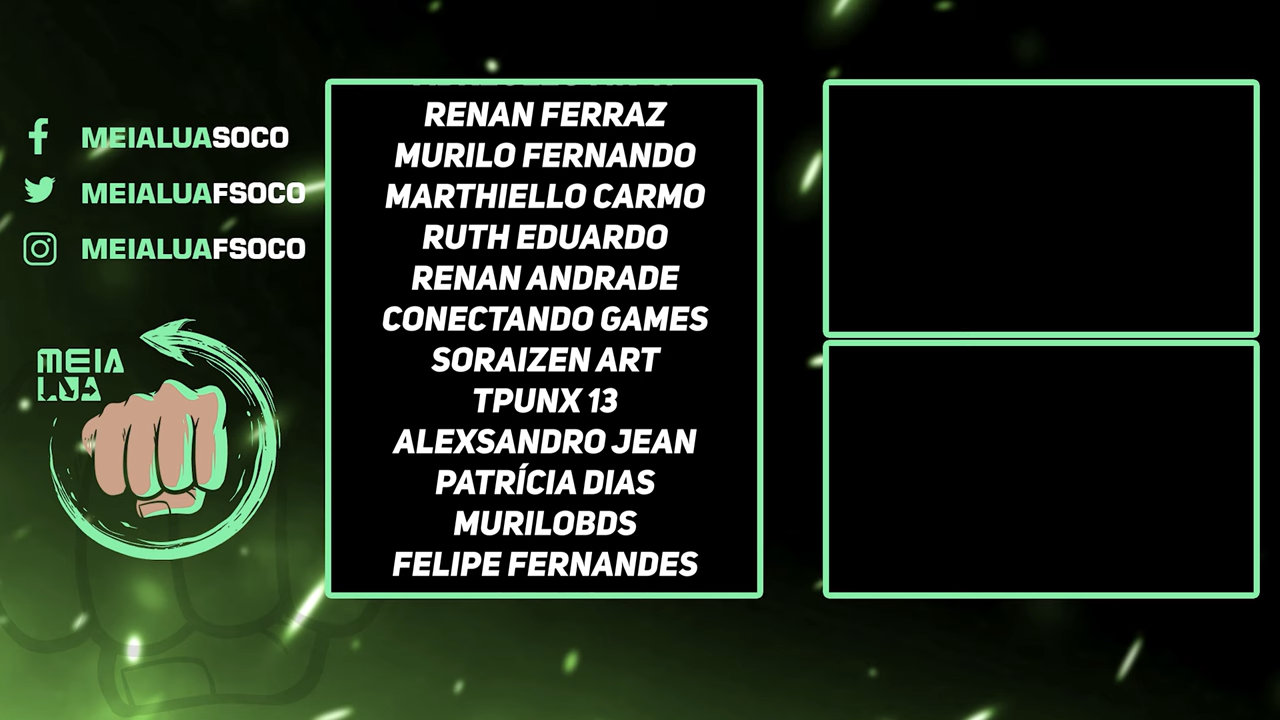 MEIALUASOCO
MEIALUAFSOCO
MEIALUAFSOCO
MEIA
LUA
RENAN FERRAZ
MURILO FERNANDO
MARTHIELLO CARMO
RUTH EDUARDO
RENAN ANDRADE
CONECTANDO GAMES
SORAIZEN ART
TPUNX 13
ALEXSANDRO JEAN
PATRÍCIA DIAS
MURILOBDS
FELIPE FERNANDES